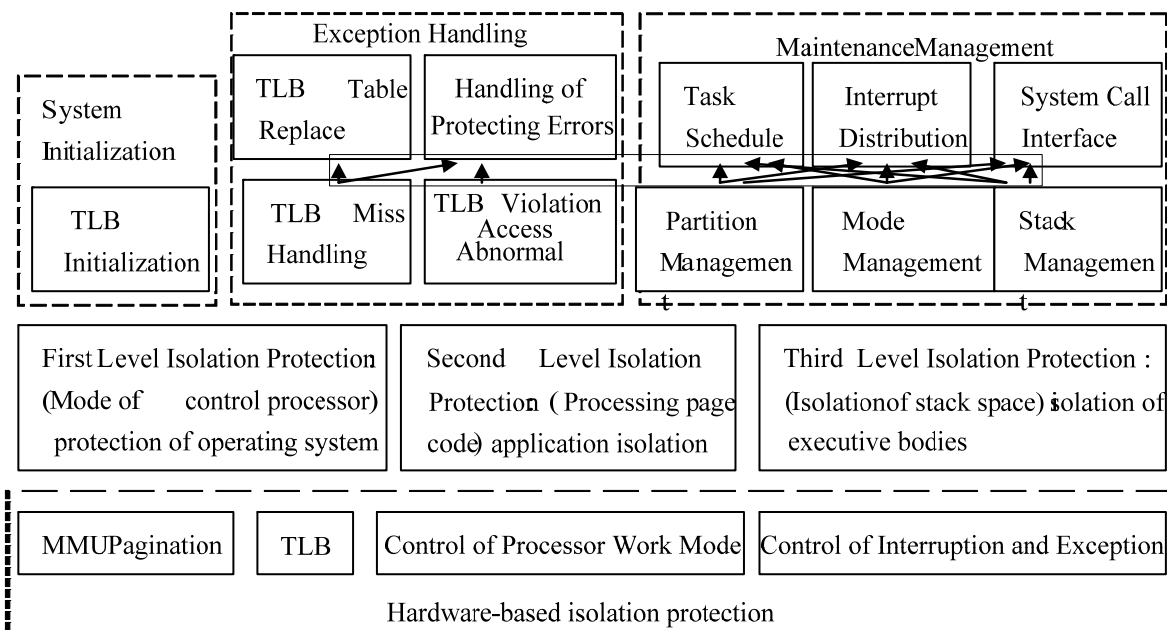 Exception Handling
MaintenanceManagement
System
Initialization
TLB
Initialization
TLB Table
Replace
Handling of
Protecting Errors
TLB Miss
Handling
TLB Violation
Access
Abnormal
Task
Schedule
Interrupt
Distribution
System Call
Interface
Partition
Managemen
t
Mode
Management
Stack
Managemen
t
First Level Isolation Protection:
(Mode of control processor)
protection of operating system
Second Level Isolation
Protection: (Processing page
code) application isolation
Third Level Isolation Protection :
(Isolationof stack space) isolation of
executive bodies
MMUPagination
TLB
Control of Processor Work Mode
Control of Interruption and Exception
Hardware-based isolation protection